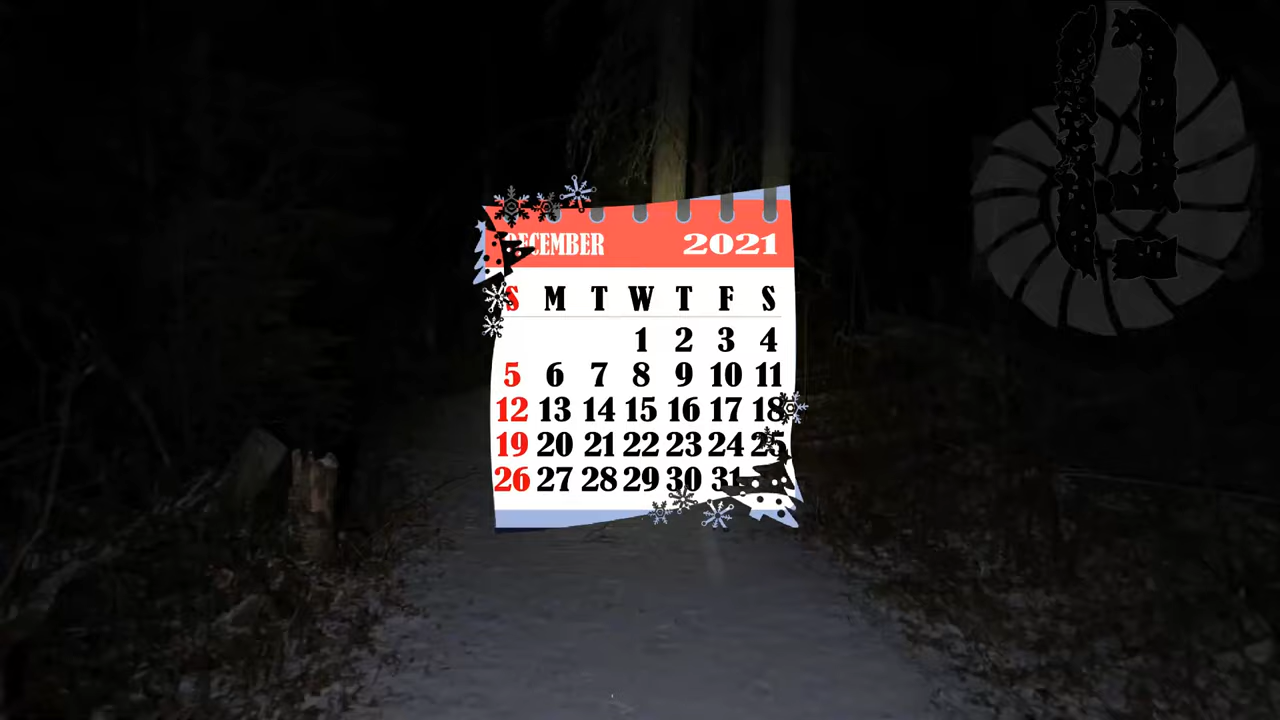 DECEMBER 2021
S M T W T F S
1 2 3 4
5 6 7 8 9 10 11
12 13 14 15 16 17 18
19 20 21 22 23 24 25
26 27 28 29 30 31